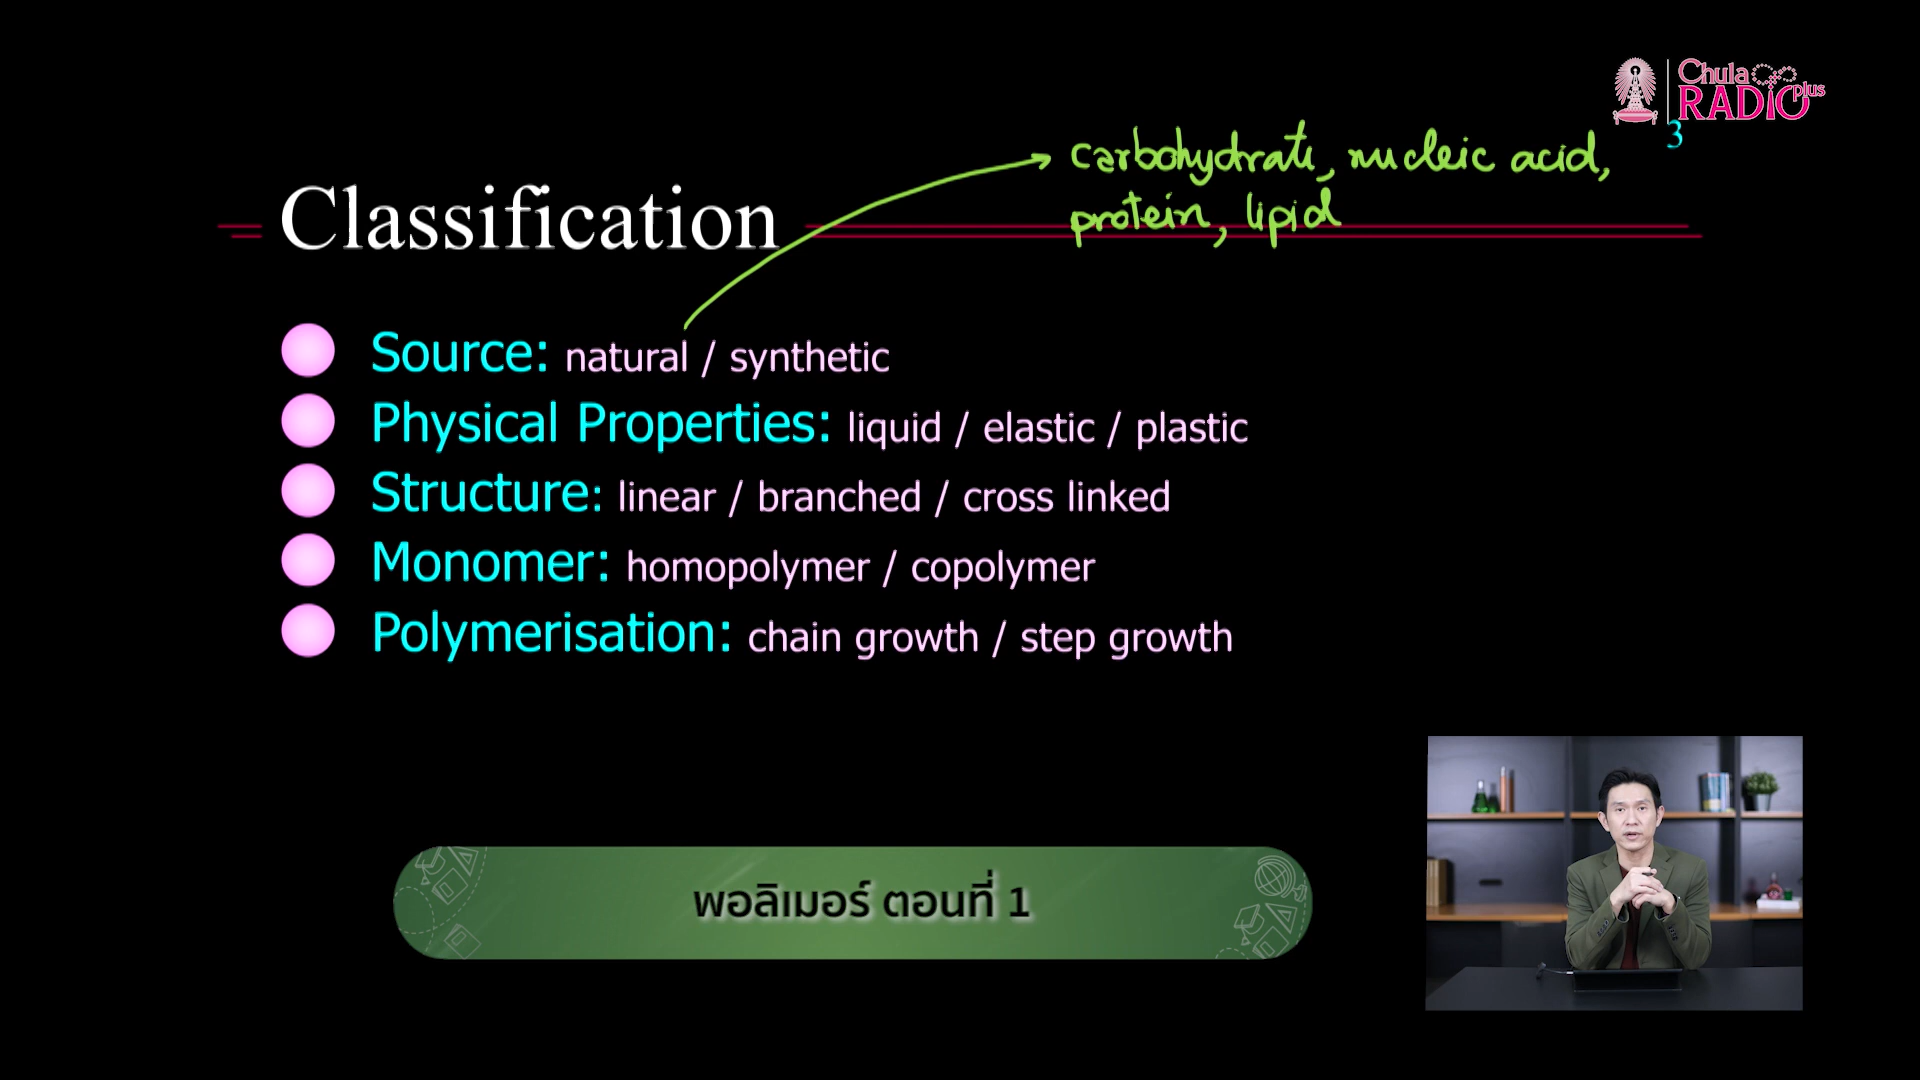 Chula
RADIO plus
3
carbohydrate, nucleic acid,
protein, lipid
Classification
Source: natural / synthetic
Physical Properties: liquid / elastic / plastic
Structure: linear / branched / cross linked
Monomer: homopolymer / copolymer
Polymerisation: chain growth / step growth
พอลิเมอร์ ตอนที่ 1